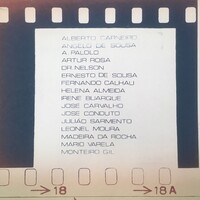 ALBERTO CARNEIRO
ANGELO DE SOUSA
A PALOLO
ARTUR ROSA
DR NELSON
ERNESTO DE SOUSA
FERNANDO CALHAU
HELENA ALMEIDA
IRENE BUARQUE
JOSE CARVALHO
JOSE CONDUTO
JULIÃO SARMENTO
LEONEL MOURA
MADEIRA DA ROCHA
MARIO VARELA
MONTEIRO GIL
→18 →18A